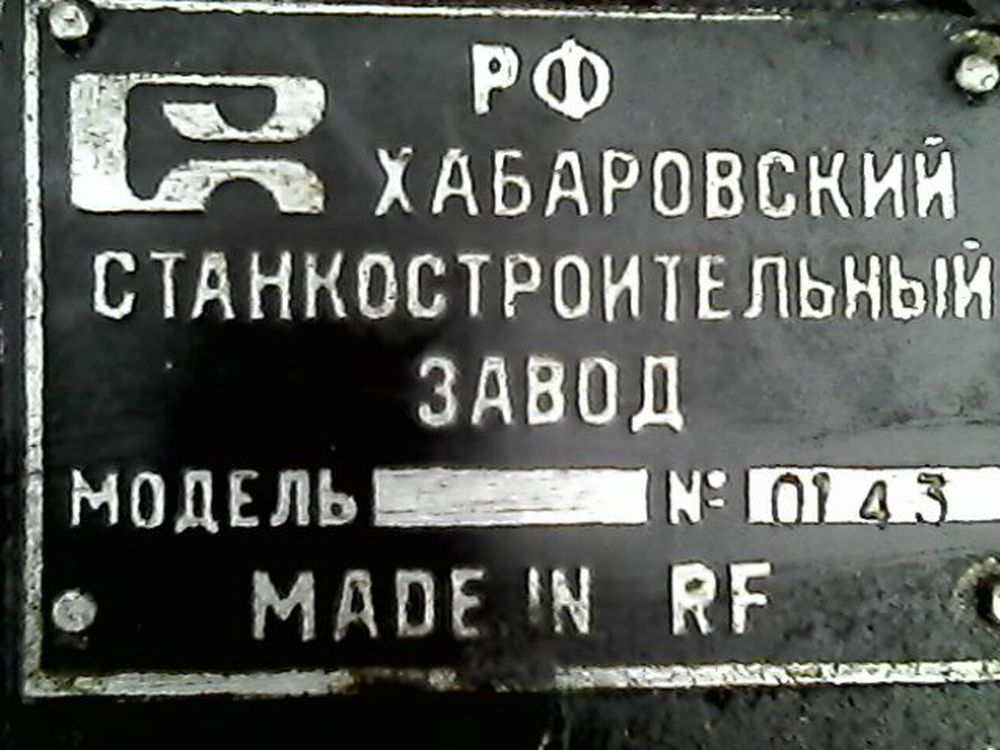 РФ
ХАБАРОВСКИЙ
СТАНКОСТРОИТЕЛЬНЫЙ
ЗАВОД
МОДЕЛЬ № 0143
MADE IN RF